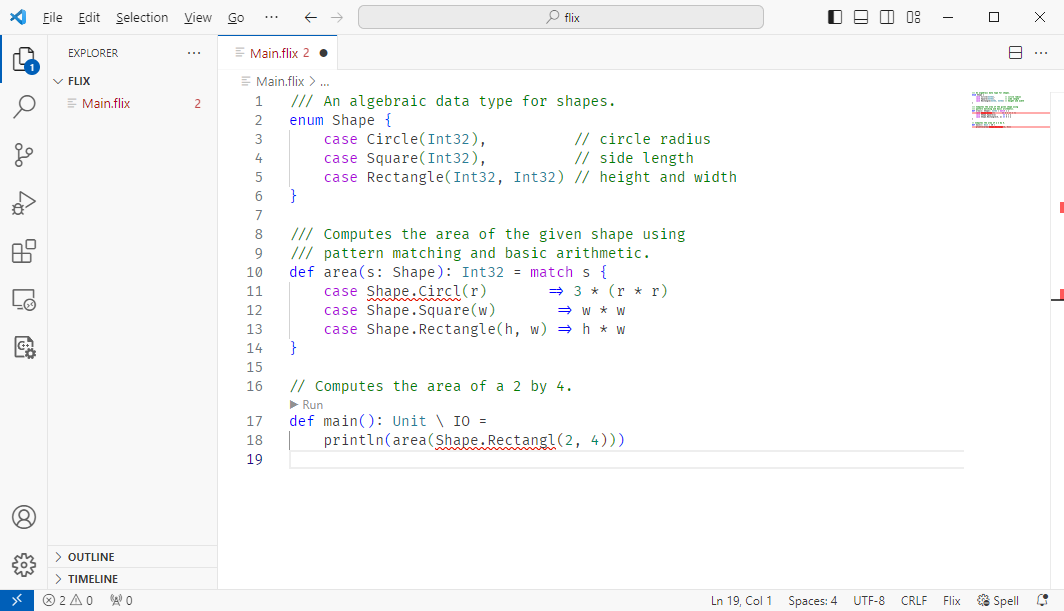 File Edit Selection View Go ··· flix
EXPLORER ···
FLIX
Main.flix 2
Main.flix 2
Main.flix > ...
1 /// An algebraic data type for shapes.
2 enum Shape {
3 case Circle(Int32), // circle radius
4 case Square(Int32), // side length
5 case Rectangle(Int32, Int32) // height and width
6 }
7
8 /// Computes the area of the given shape using
9 /// pattern matching and basic arithmetic.
10 def area(s: Shape): Int32 = match s {
11 case Shape.Circl(r) => 3 * (r * r)
12 case Shape.Square(w) => w * w
13 case Shape.Rectangle(h, w) => h * w
14 }
15
16 // Computes the area of a 2 by 4.
Run
17 def main(): Unit \ IO =
18 println(area(Shape.Rectangl(2, 4)))
19
1
OUTLINE
TIMELINE
2 0 0 Ln 19, Col 1 Spaces: 4 UTF-8 CRLF Flix Spell